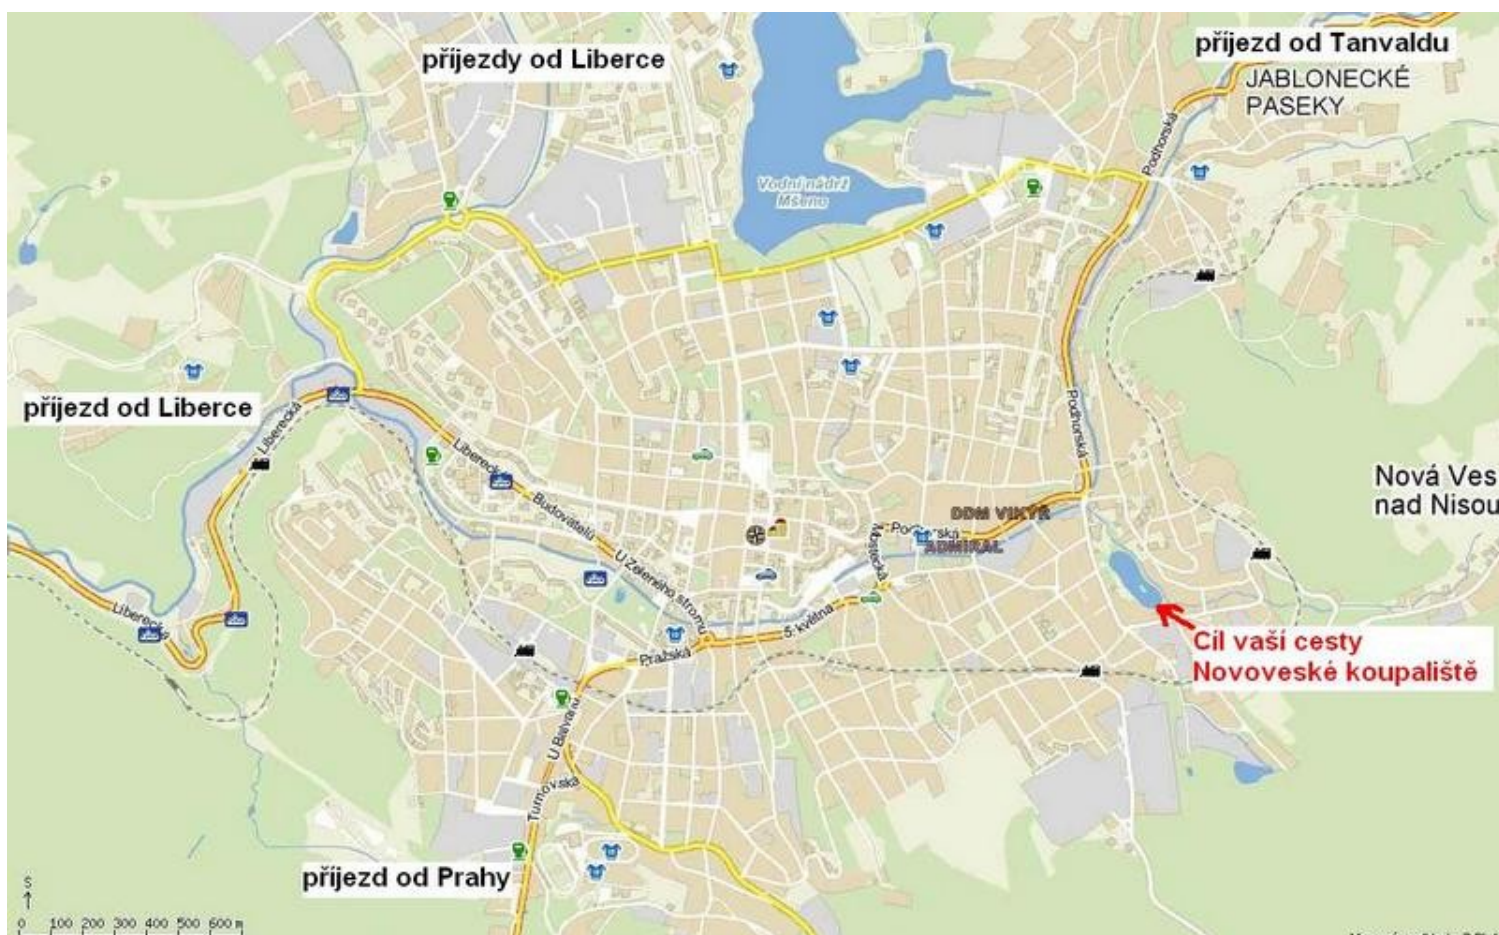 příjezdy od Liberce
příjezd od Tanvaldu
JABLONECKÉ
PASEKY
Podhorská
Vodní nádrž
Mšeno
příjezd od Liberce
Liberecká
Liberecká
Podhorská
Nová Ves
nad Nisou
Budovatelů
DDM VIKÝŘ
Podhorská
ADMIRAL
Mostecká
U Zeleného stromu
Liberecká
5. května
Pražská
Cíl vaší cesty
Novoveské koupaliště
U Balvanu
Turnovská
příjezd od Prahy
S
0 100 200 300 400 500 600 m